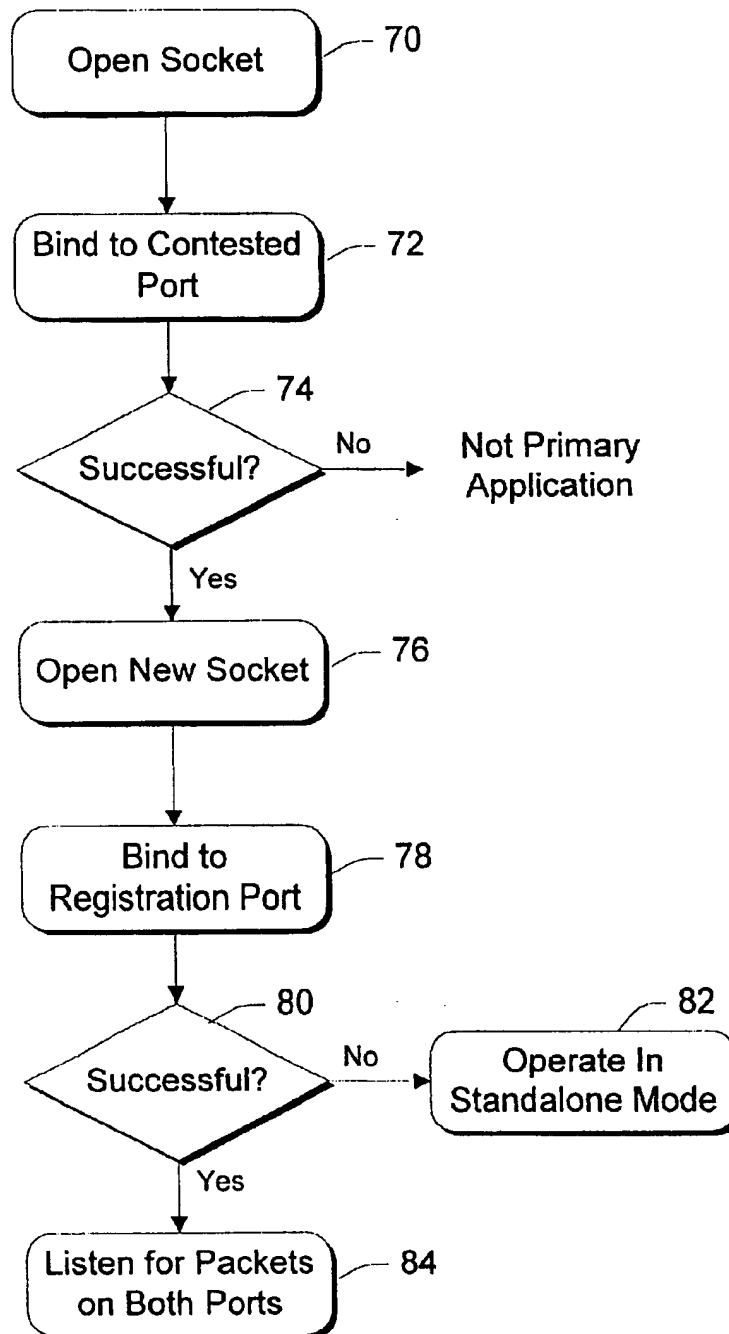 Open Socket
70
Bind to Contested
Port
72
74
Successful?
No
Not Primary
Application
Yes
Open New Socket
76
Bind to
Registration Port
78
80
Successful?
No
82
Operate In
Standalone Mode
Yes
Listen for Packets
on Both Ports
84